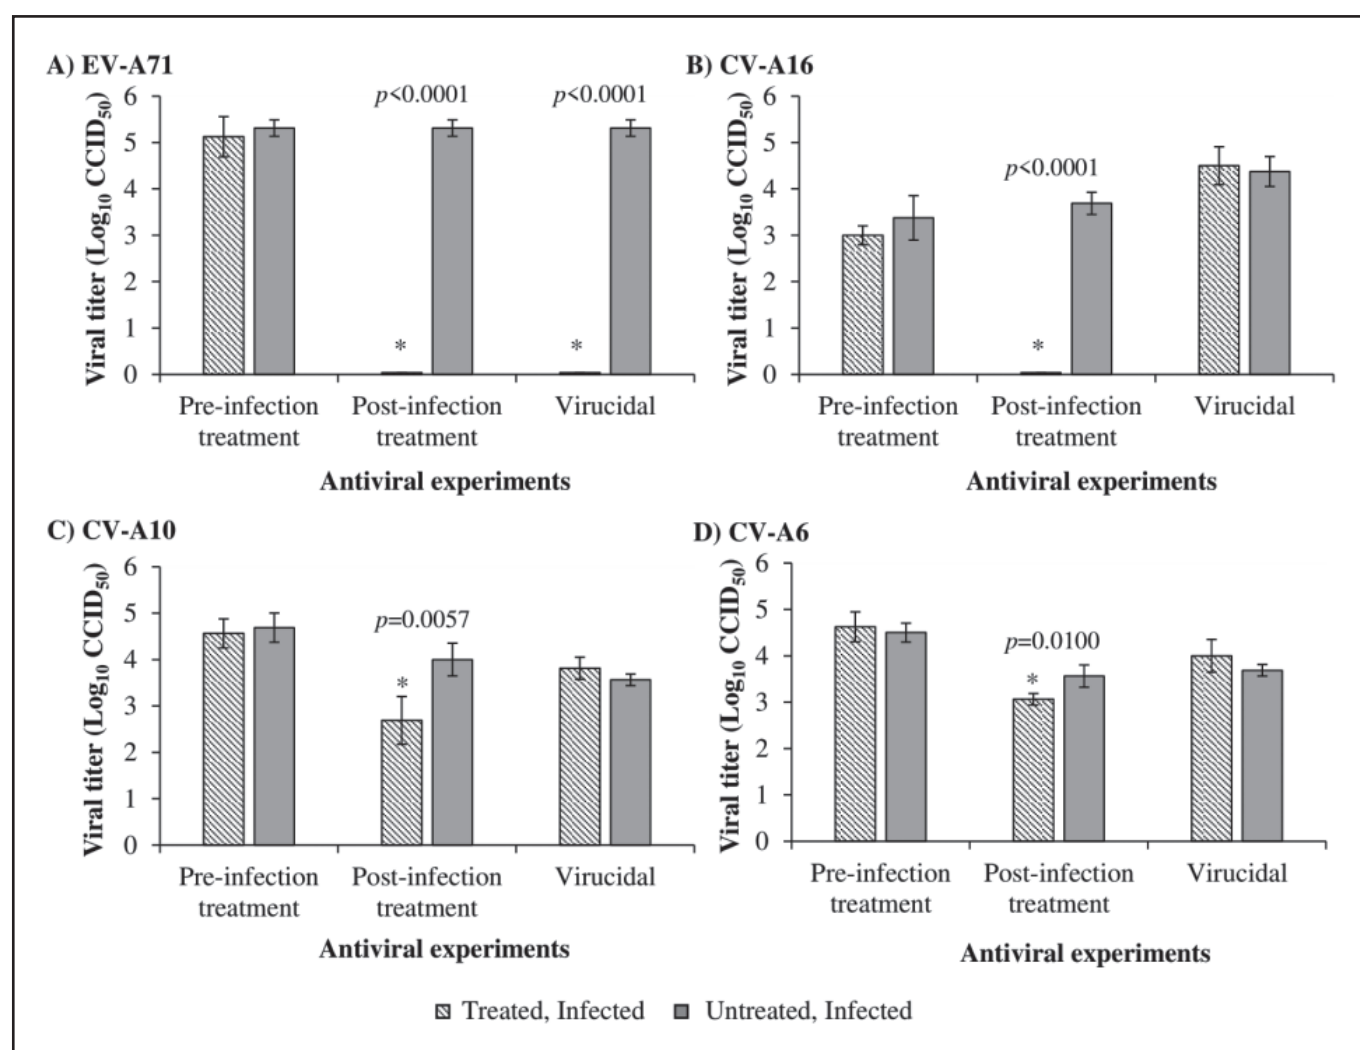 A) EV-A71
Viral titer (Log10 CCID50)
6
5
4
3
2
1
0
p<0.0001
p<0.0001
*
*
Pre-infection treatment
Post-infection treatment
Virucidal
Antiviral experiments
B) CV-A16
Viral titer (Log10 CCID50)
6
5
4
3
2
1
0
p<0.0001
*
Pre-infection treatment
Post-infection treatment
Virucidal
Antiviral experiments
C) CV-A10
Viral titer (Log10 CCID50)
6
5
4
3
2
1
0
p=0.0057
*
Pre-infection treatment
Post-infection treatment
Virucidal
Antiviral experiments
D) CV-A6
Viral titer (Log10 CCID50)
6
5
4
3
2
1
0
p=0.0100
*
Pre-infection treatment
Post-infection treatment
Virucidal
Antiviral experiments
Treated, Infected
Untreated, Infected